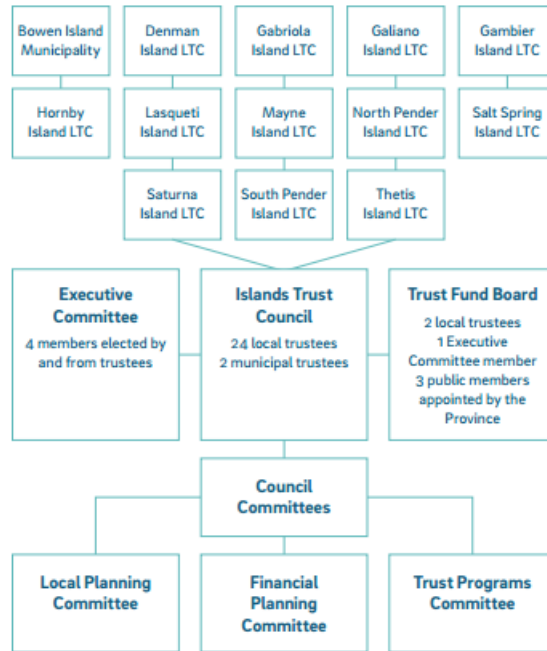 Bowen Island
Municipality
Denman
Island LTC
Gabriola
Island LTC
Galiano
Island LTC
Gambier
Island LTC
Hornby
Island LTC
Lasqueti
Island LTC
Mayne
Island LTC
North Pender
Island LTC
Salt Spring
Island LTC
Saturna
Island LTC
South Pender
Island LTC
Thetis
Island LTC
Executive
Committee
4 members elected by
and from trustees
Islands Trust
Council
24 local trustees
2 municipal trustees
Trust Fund Board
2 local trustees
1 Executive
Committee member
3 public members
appointed by the
Province
Council
Committees
Local Planning
Committee
Financial
Planning
Committee
Trust Programs
Committee